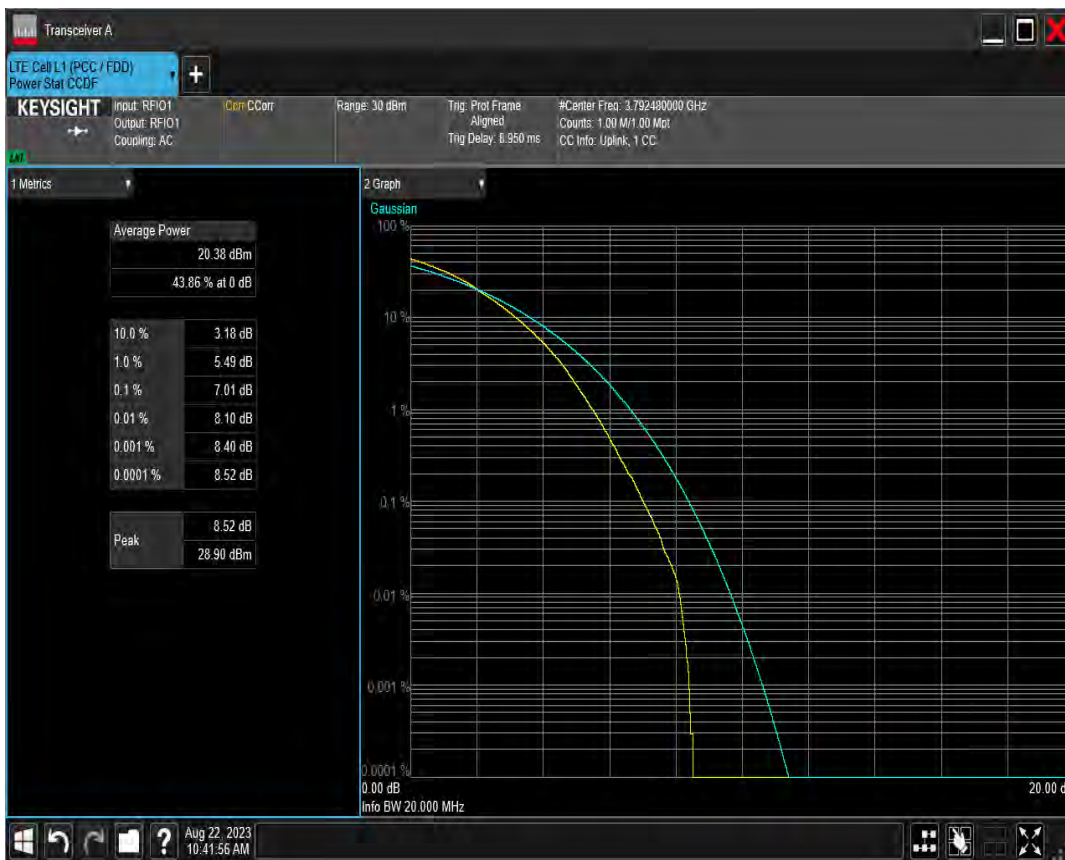 Transceiver A
LTE Cell L1 (PCC / FDD)
Power Stat CCDF
+
KEYSIGHT
LXI
Input: RFIO1
Output: RFIO1
Coupling: AC
Corr CCorr
Range: 30 dBm
Trig: Prot Frame
Aligned
Trig Delay: 8.950 ms
#Center Freq: 3.792480000 GHz
Counts: 1.00 M/1.00 Mpt
CC Info: Uplink, 1 CC
1 Metrics
Average Power
20.38 dBm
43.86 % at 0 dB
10.0 % 3.18 dB
1.0 % 5.49 dB
0.1 % 7.01 dB
0.01 % 8.10 dB
0.001 % 8.40 dB
0.0001 % 8.52 dB
Peak 8.52 dB
28.90 dBm
2 Graph
Gaussian
100 %
10 %
1 %
0.1 %
0.01 %
0.001 %
0.0001 %
0.00 dB
20.00 d
Info BW 20.000 MHz
?
Aug 22, 2023
10:41:56 AM